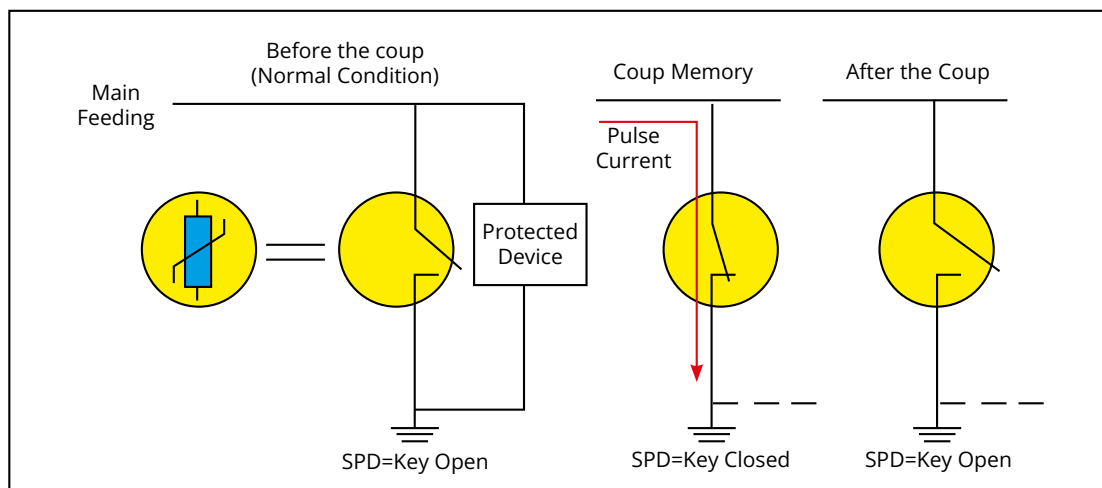 Before the coup
(Normal Condition)
Main
Feeding
Protected
Device
SPD=Key Open
Coup Memory
Pulse
Current
SPD=Key Closed
After the Coup
SPD=Key Open